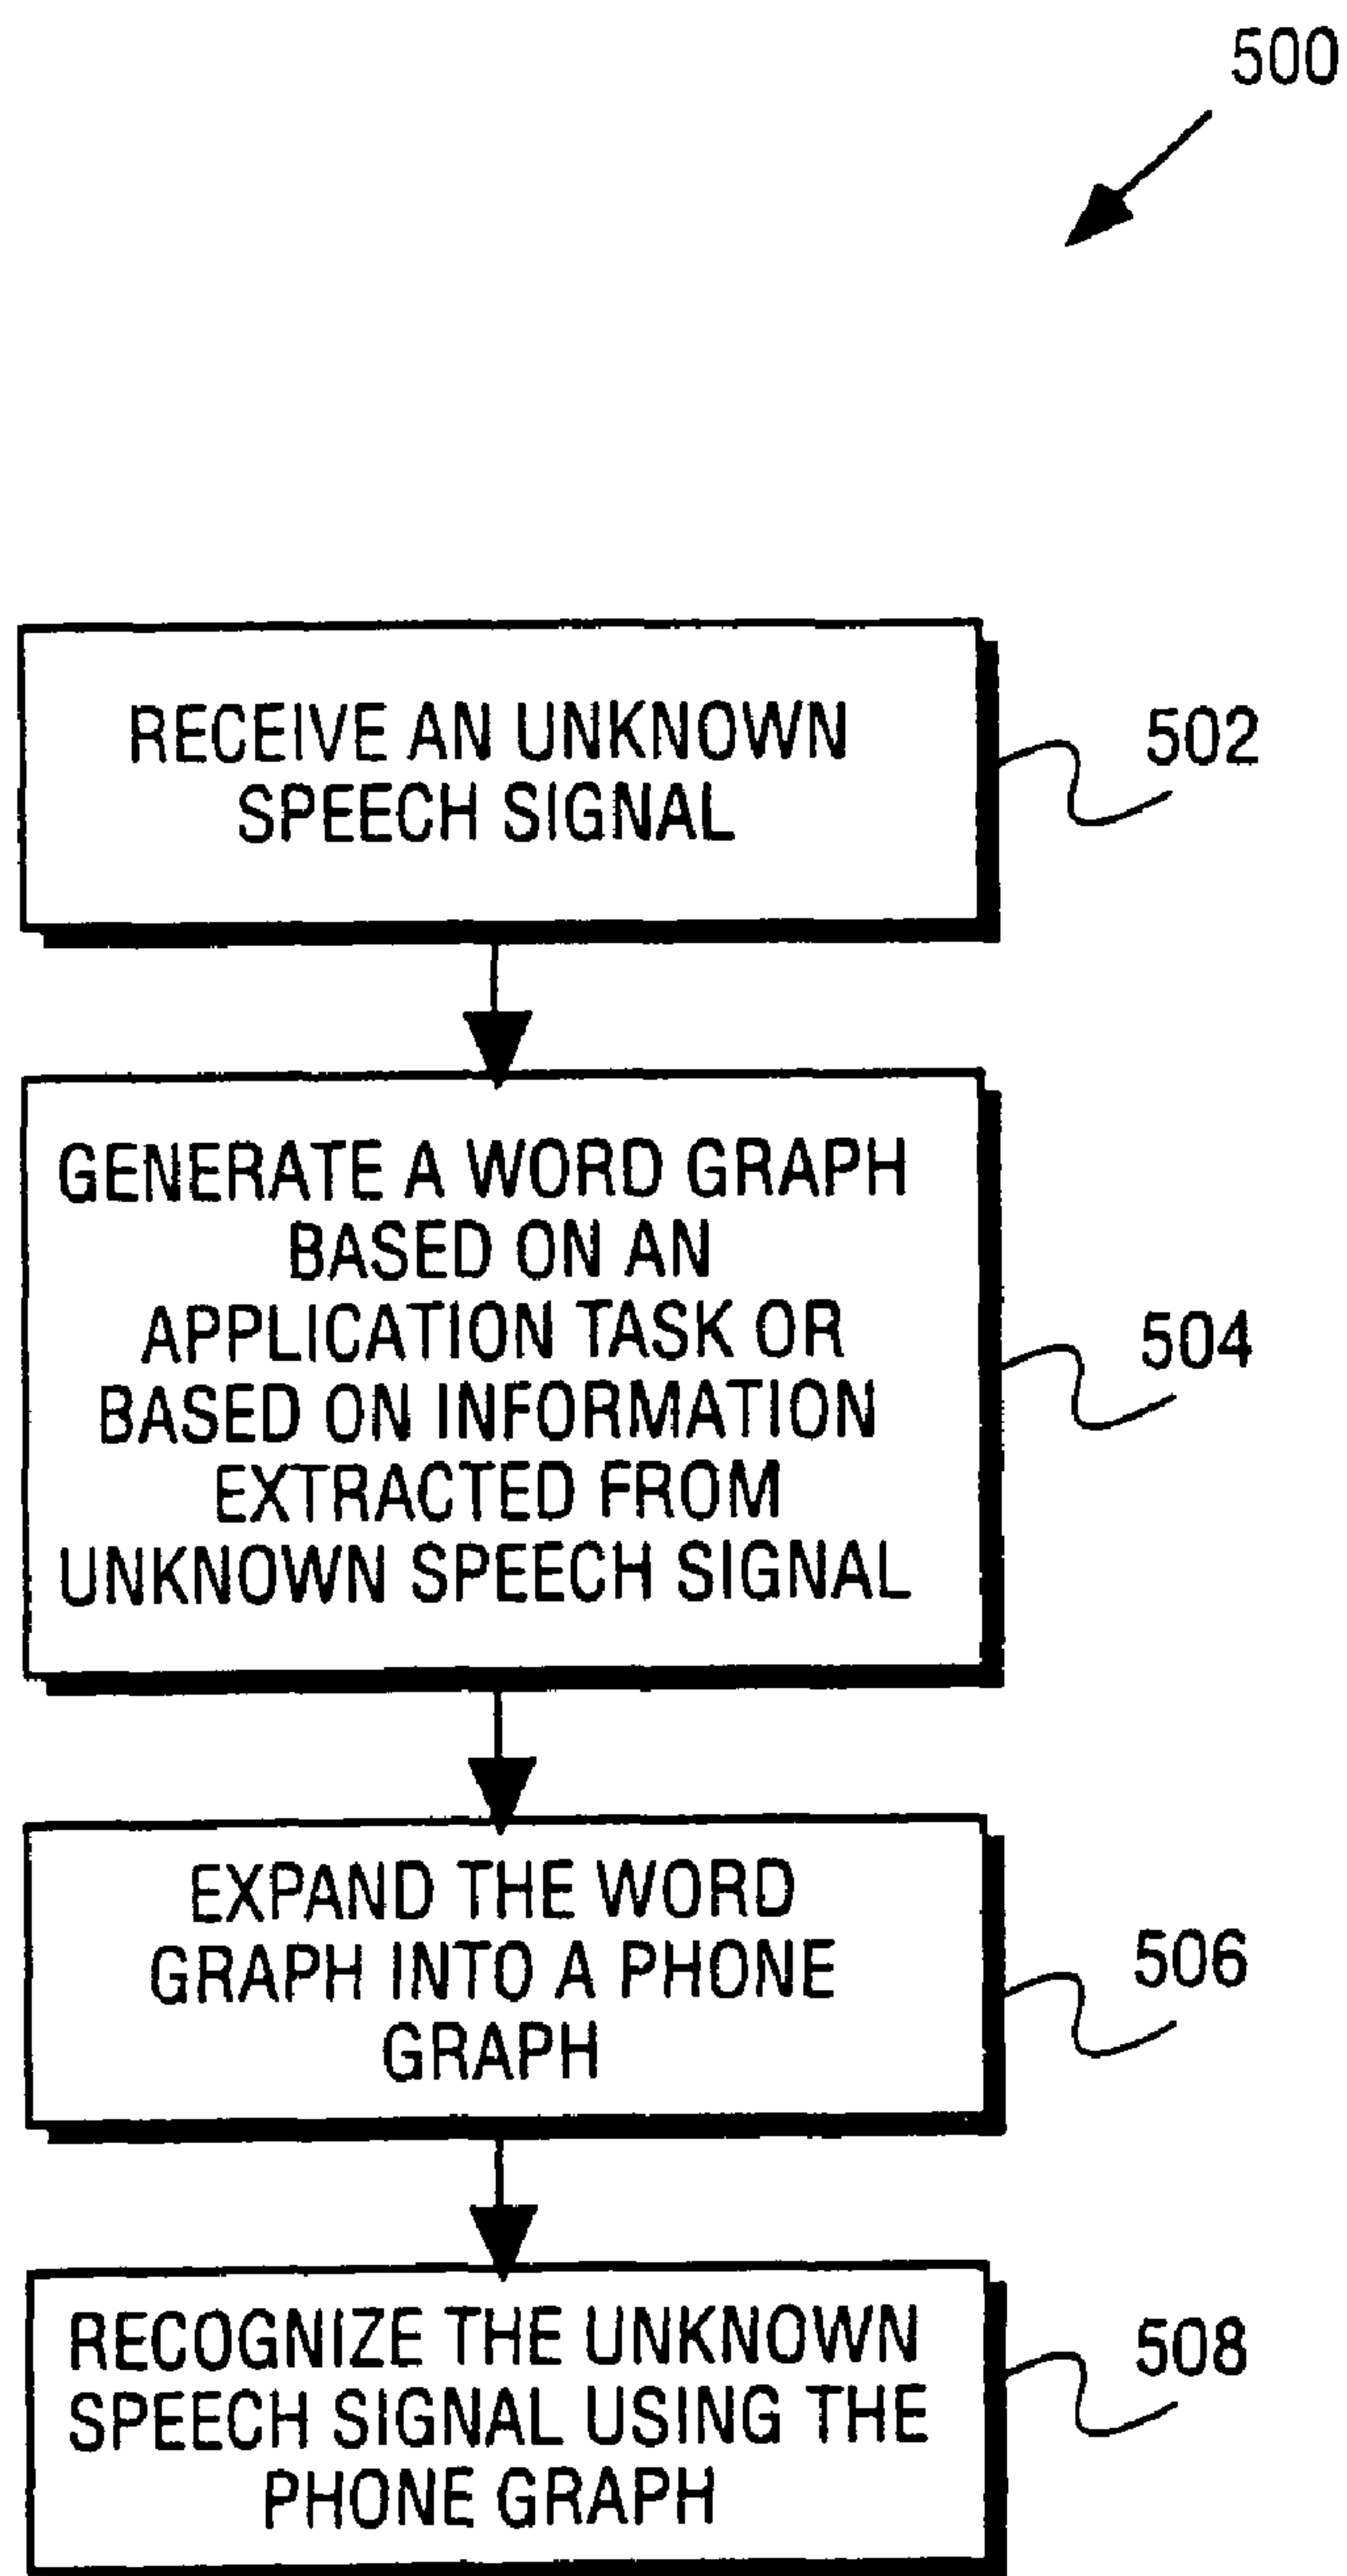 500
RECEIVE AN UNKNOWN
SPEECH SIGNAL
502
GENERATE A WORD GRAPH
BASED ON AN
APPLICATION TASK OR
BASED ON INFORMATION
EXTRACTED FROM
UNKNOWN SPEECH SIGNAL
504
EXPAND THE WORD
GRAPH INTO A PHONE
GRAPH
506
RECOGNIZE THE UNKNOWN
SPEECH SIGNAL USING THE
PHONE GRAPH
508